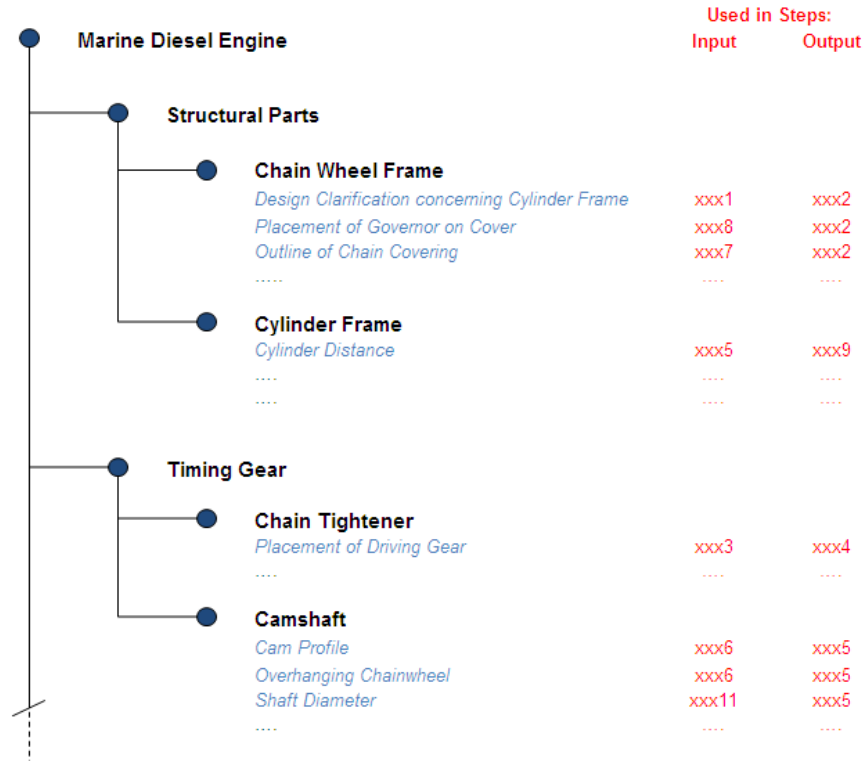 Used in Steps:
Marine Diesel Engine Input Output
Structural Parts
Chain Wheel Frame
Design Clarification concerning Cylinder Frame xxx1 xxx2
Placement of Governor on Cover xxx8 xxx2
Outline of Chain Covering xxx7 xxx2
..... .... ....
Cylinder Frame
Cylinder Distance xxx5 xxx9
.... .... ....
.... .... ....
Timing Gear
Chain Tightener
Placement of Driving Gear xxx3 xxx4
.... .... ....
Camshaft
Cam Profile xxx6 xxx5
Overhanging Chainwheel xxx6 xxx5
Shaft Diameter xxx11 xxx5
.... .... ....